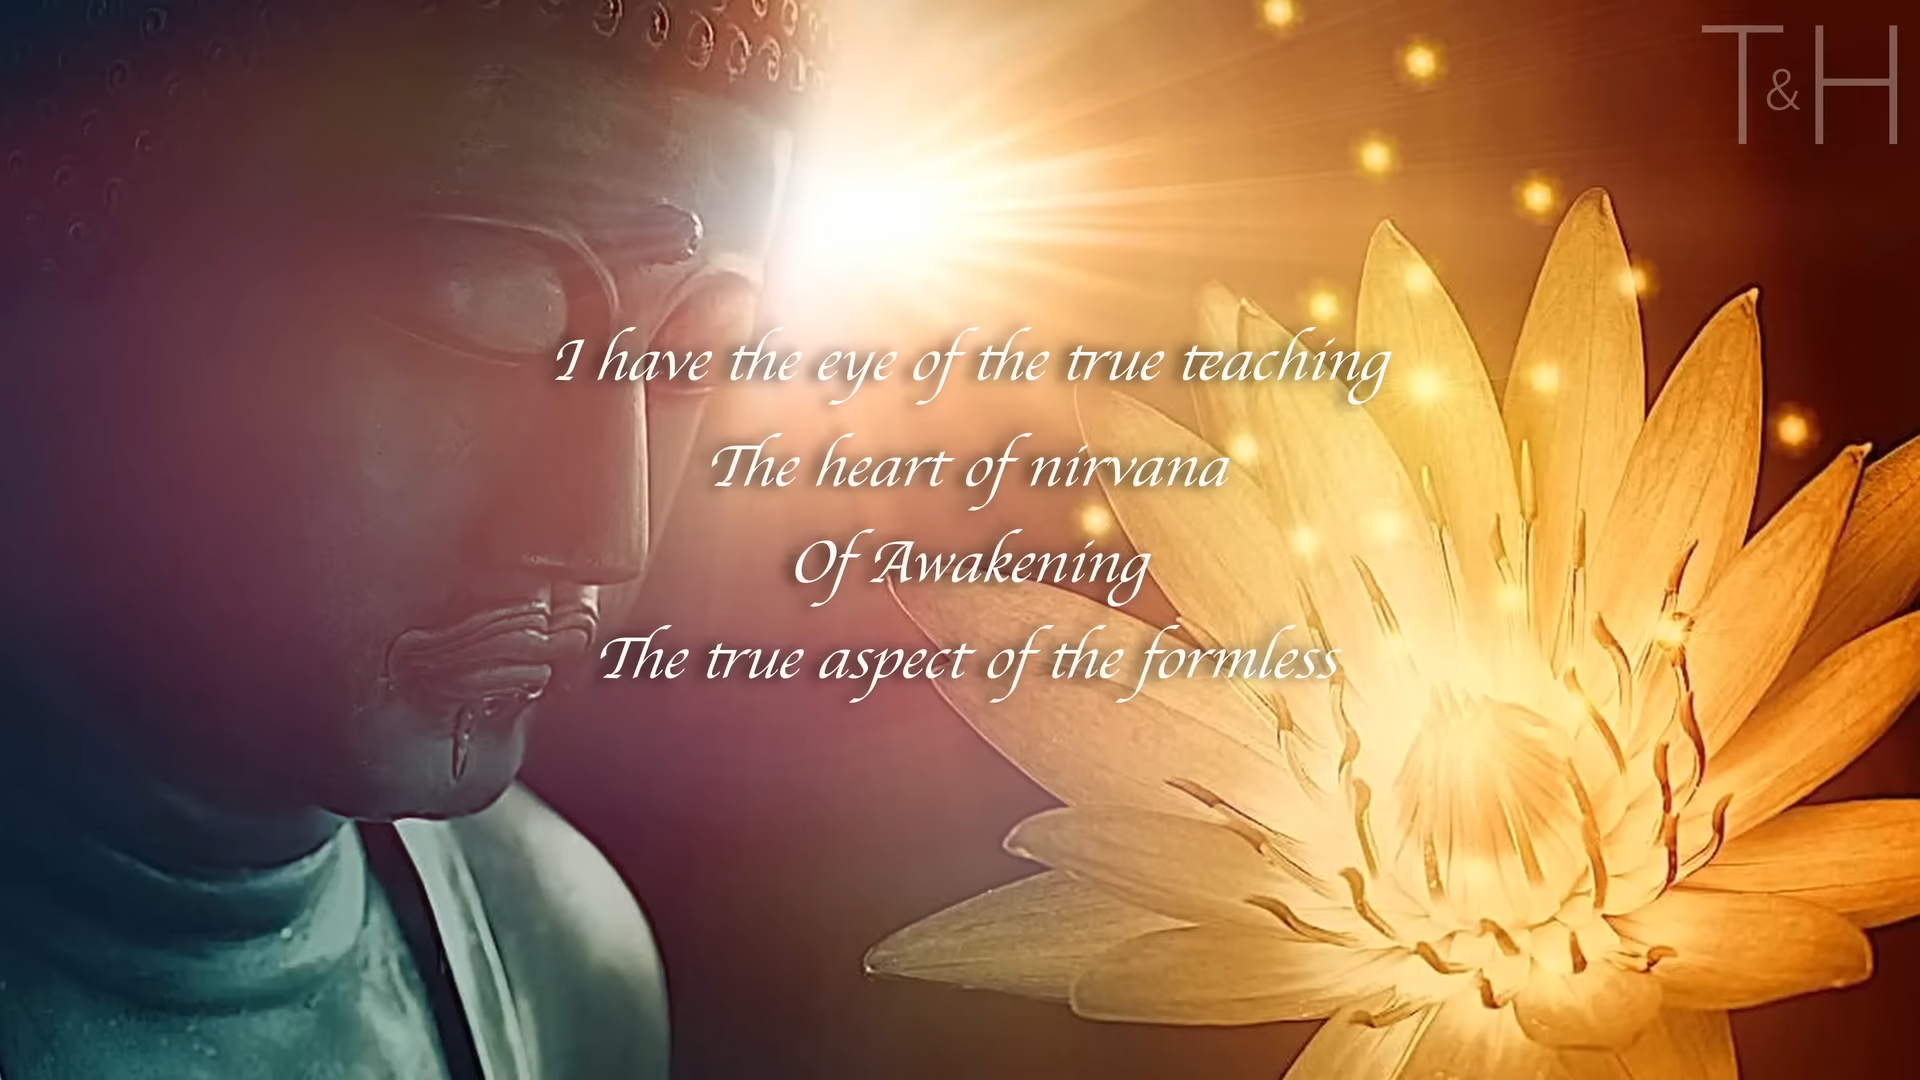 T&H
I have the eye of the true teaching
The heart of nirvana
Of Awakening
The true aspect of the formless